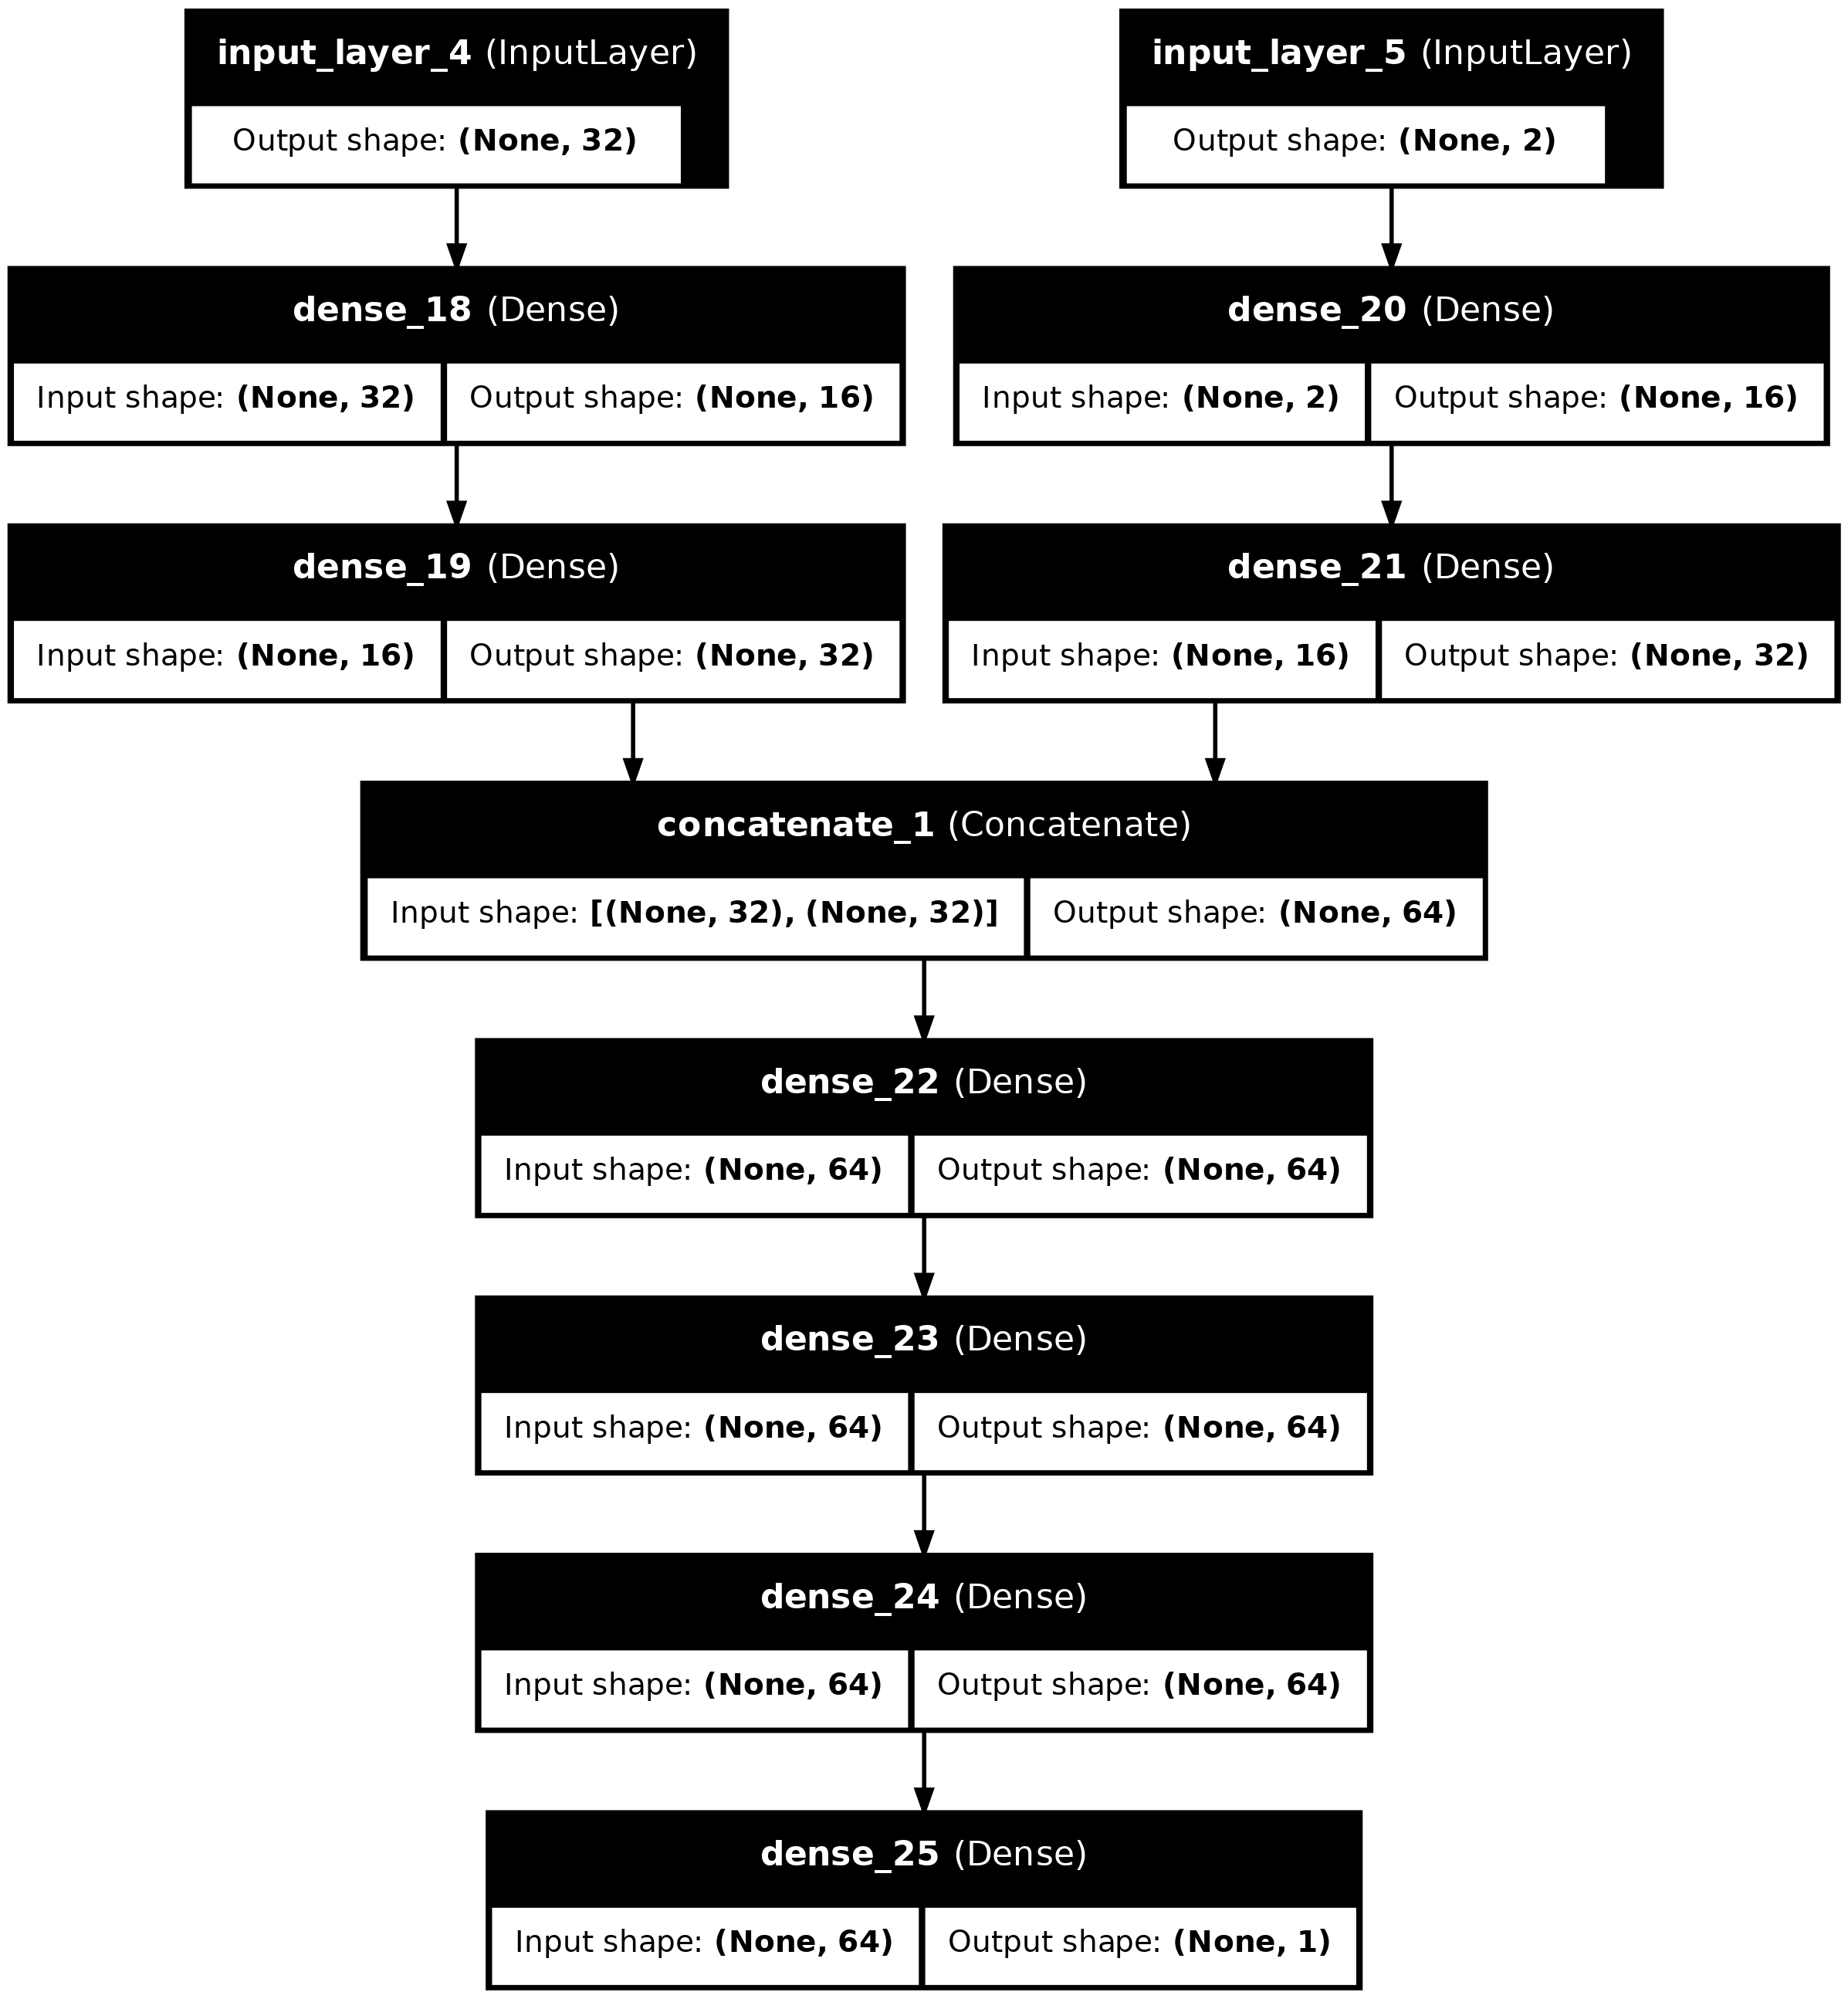 input_layer_4 (InputLayer)
Output shape: (None, 32)
input_layer_5 (InputLayer)
Output shape: (None, 2)
dense_18 (Dense)
Input shape: (None, 32)
Output shape: (None, 16)
dense_20 (Dense)
Input shape: (None, 2)
Output shape: (None, 16)
dense_19 (Dense)
Input shape: (None, 16)
Output shape: (None, 32)
dense_21 (Dense)
Input shape: (None, 16)
Output shape: (None, 32)
concatenate_1 (Concatenate)
Input shape: [(None, 32), (None, 32)]
Output shape: (None, 64)
dense_22 (Dense)
Input shape: (None, 64)
Output shape: (None, 64)
dense_23 (Dense)
Input shape: (None, 64)
Output shape: (None, 64)
dense_24 (Dense)
Input shape: (None, 64)
Output shape: (None, 64)
dense_25 (Dense)
Input shape: (None, 64)
Output shape: (None, 1)